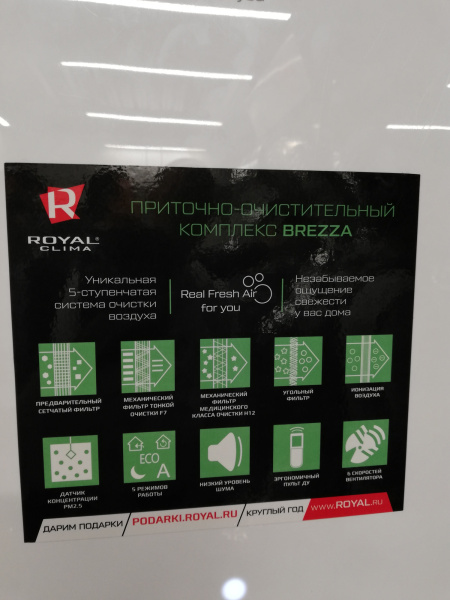 ROYAL
CLIMA
ПРИТОЧНО-ОЧИСТИТЕЛЬНЫЙ
КОМПЛЕКС BREZZA
Уникальная
5-ступенчатая
система очистки
воздуха
Real Fresh Air
for you
Незабываемое
ощущение
свежести
у вас дома
ПРЕДВАРИТЕЛЬНЫЙ
СЕТЧАТЫЙ ФИЛЬТР
МЕХАНИЧЕСКИЙ
ФИЛЬТР ТОНКОЙ
ОЧИСТКИ F7
МЕХАНИЧЕСКИЙ
ФИЛЬТР
МЕДИЦИНСКОГО
КЛАССА ОЧИСТКИ H12
УГОЛЬНЫЙ
ФИЛЬТР
ИОНИЗАЦИЯ
ВОЗДУХА
ECO
A
ДАТЧИК
КОНЦЕНТРАЦИИ
PM2.5
5 РЕЖИМОВ
РАБОТЫ
НИЗКИЙ УРОВЕНЬ
ШУМА
ЭРГОНОМИЧНЫЙ
ПУЛЬТ ДУ
5 СКОРОСТЕЙ
ВЕНТИЛЯТОРА
ДАРИМ ПОДАРКИ
PODARKI.ROYAL.RU
КРУГЛЫЙ ГОД
WWW.ROYAL.RU